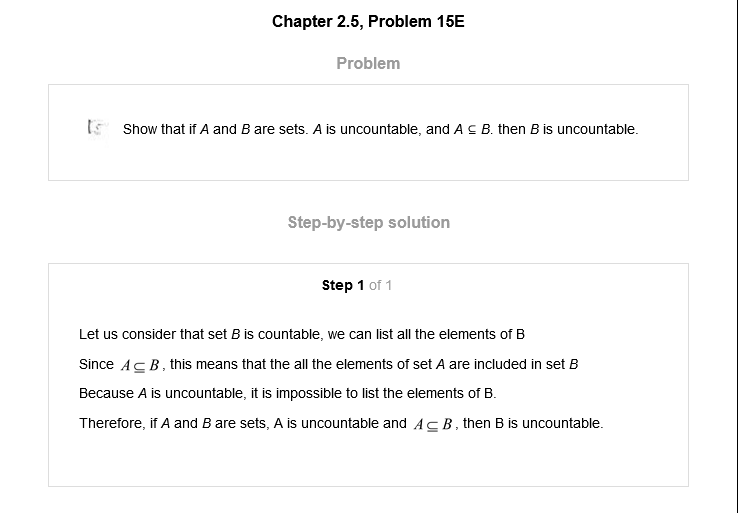 Chapter 2.5, Problem 15E
Problem
Show that if A and B are sets. A is uncountable, and A ⊆ B. then B is uncountable.
Step-by-step solution
Step 1 of 1
Let us consider that set B is countable, we can list all the elements of B
Since A ⊆ B, this means that the all the elements of set A are included in set B
Because A is uncountable, it is impossible to list the elements of B.
Therefore, if A and B are sets, A is uncountable and A ⊆ B, then B is uncountable.